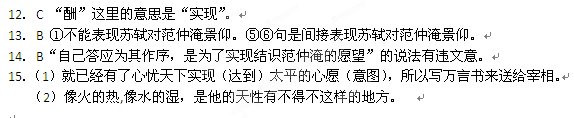 12. C “酬”这里的意思是“实现”。
13. B ①不能表现苏轼对范仲淹景仰。⑤⑥句是间接表现苏轼对范仲淹景仰。
14. B“自己答应为其作序，是为了实现结识范仲淹的愿望”的说法有违文意。
15.（1）就已经有了心忧天下实现（达到）太平的心愿（意图），所以写万言书来送给宰相。
（2）像火的热,像水的湿，是他的天性有不得不这样的地方。